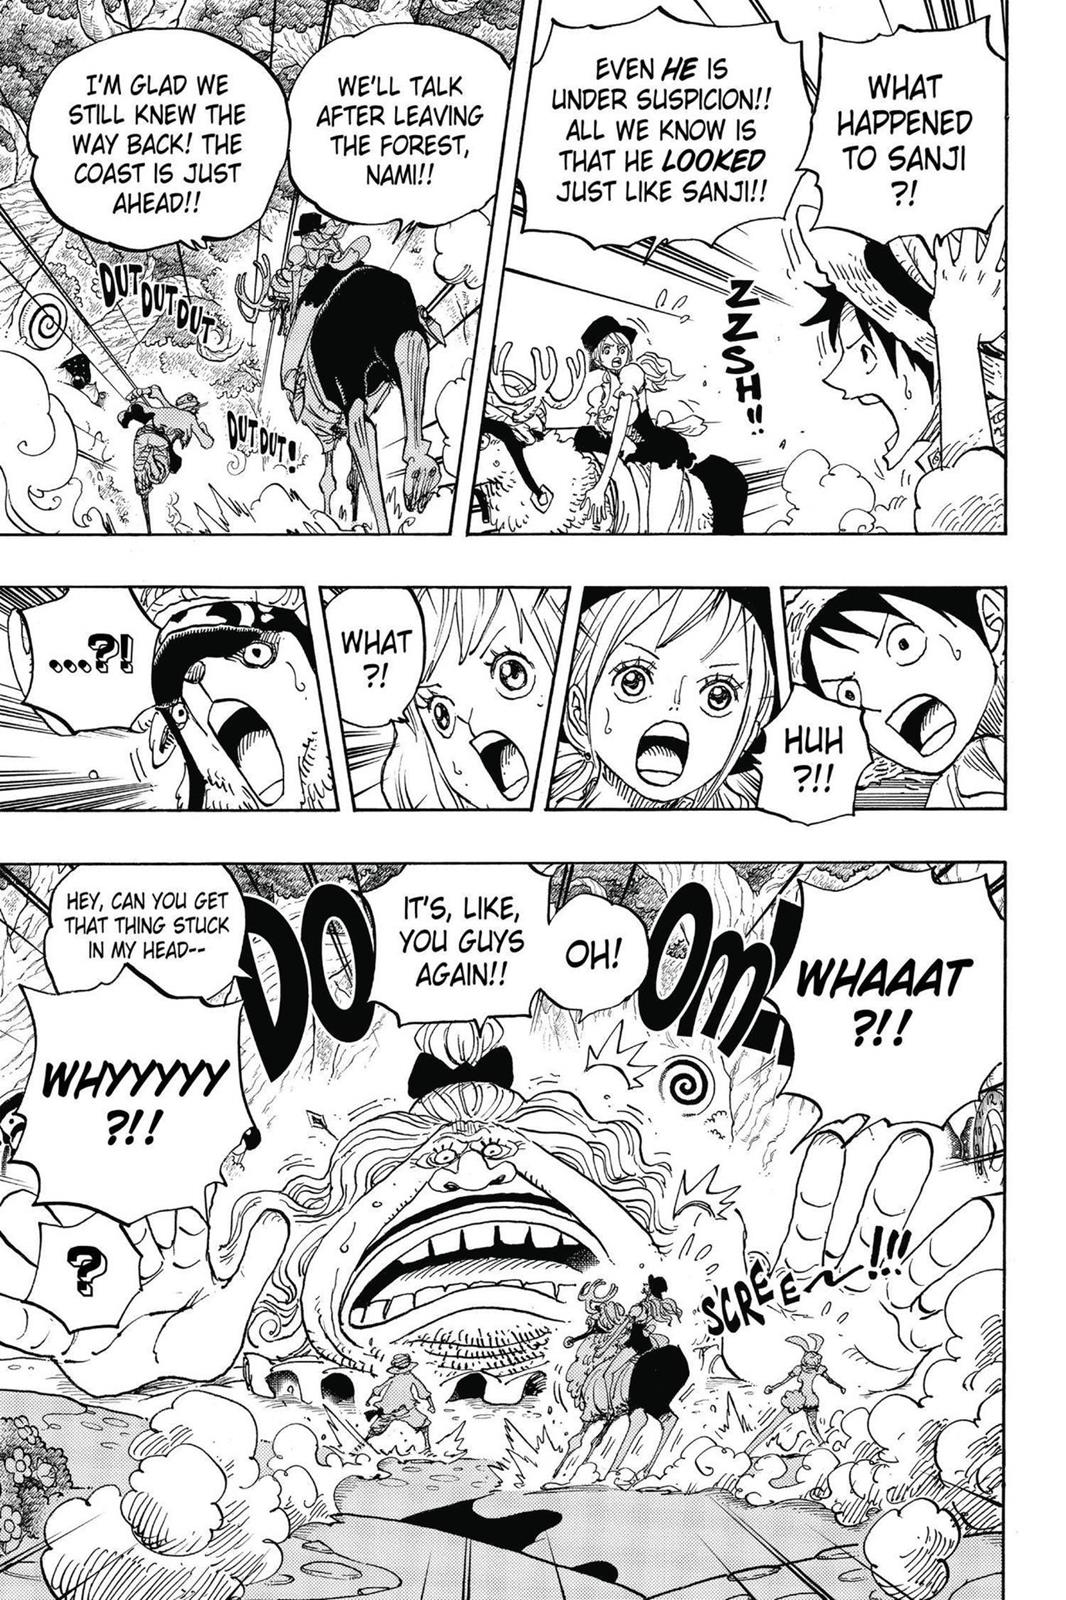 WHAT
HAPPENED
TO SANJI
?!
EVEN HE IS
UNDER SUSPICION!!
ALL WE KNOW IS
THAT HE LOOKED
JUST LIKE SANJI!!
ZZSH!!
WE'LL TALK
AFTER LEAVING
THE FOREST,
NAMI!!
I'M GLAD WE
STILL KNEW THE
WAY BACK! THE
COAST IS JUST
AHEAD!!
DUT DUT DUT
DUT DUT!
HUH
?!!
WHAT
?!
...?!
WHAAAT
?!!
OH!
IT'S, LIKE,
YOU GUYS
AGAIN!!
DOOM!
HEY, CAN YOU GET
THAT THING STUCK
IN MY HEAD--
WHYYYYY
?!!
?
SCREE~!!!